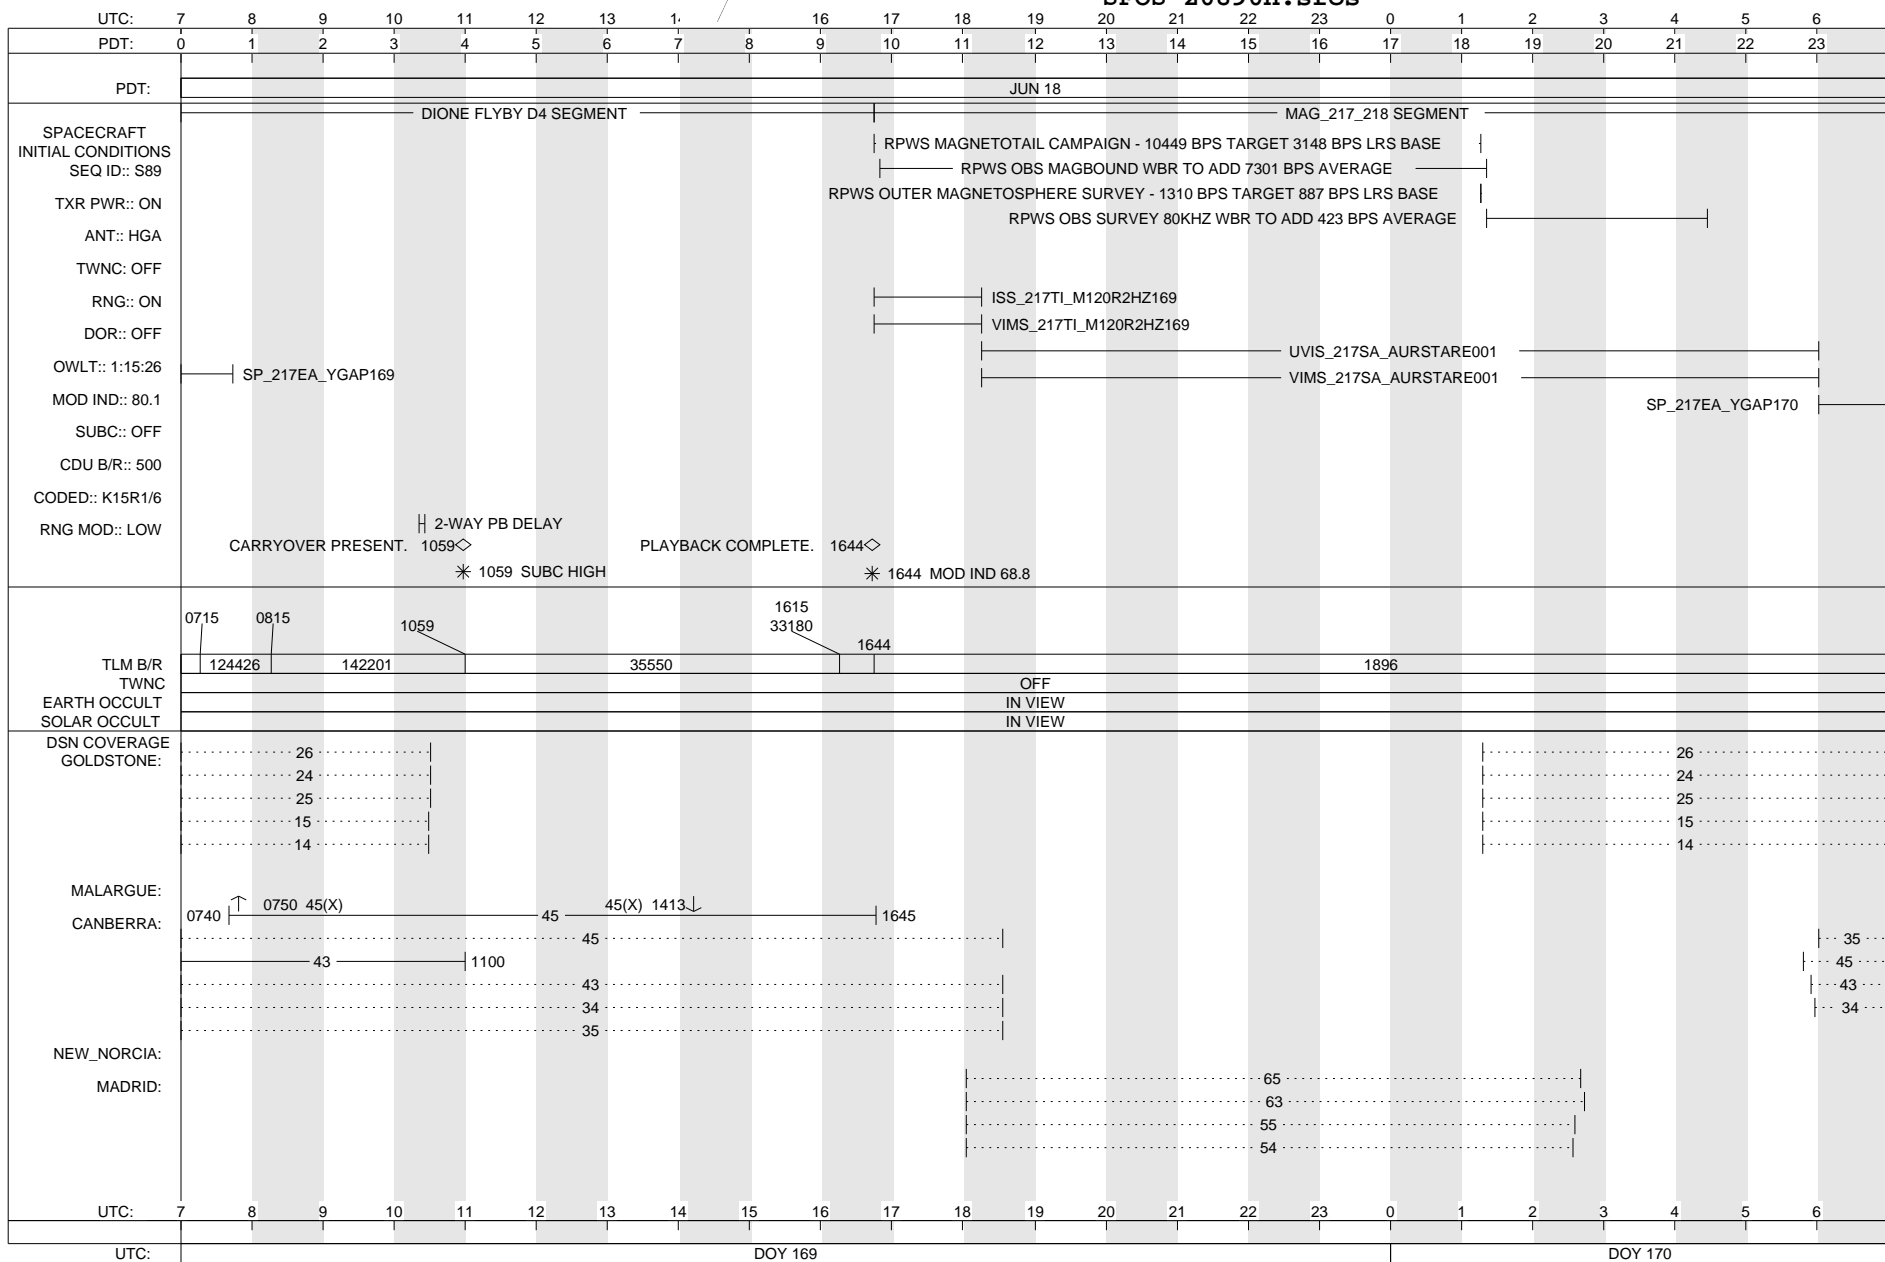 UTC: 7 8 9 10 11 12 13 16 17 18 19 20 21 22 23 0 1 2 3 4 5 6
PDT: 0 1 2 3 4 5 6 7 8 9 10 11 12 13 14 15 16 17 18 19 20 21 22 23
PDT: JUN 18
DIONE FLYBY D4 SEGMENT MAG_217_218 SEGMENT
SPACECRAFT
INITIAL CONDITIONS
RPWS MAGNETOTAIL CAMPAIGN - 10449 BPS TARGET 3148 BPS LRS BASE
SEQ ID:: S89
RPWS OBS MAGBOUND WBR TO ADD 7301 BPS AVERAGE
TXR PWR:: ON
RPWS OUTER MAGNETOSPHERE SURVEY - 1310 BPS TARGET 887 BPS LRS BASE
RPWS OBS SURVEY 80KHZ WBR TO ADD 423 BPS AVERAGE
ANT:: HGA
TWNC: OFF
RNG:: ON
ISS_217TI_M120R2HZ169
DOR:: OFF
VIMS_217TI_M120R2HZ169
UVIS_217SA_AURSTARE001
OWLT:: 1:15:26
SP_217EA_YGAP169
VIMS_217SA_AURSTARE001
MOD IND:: 80.1
SP_217EA_YGAP170
SUBC:: OFF
CDU B/R:: 500
CODED:: K15R1/6
RNG MOD:: LOW
2-WAY PB DELAY
CARRYOVER PRESENT. 1059 PLAYBACK COMPLETE. 1644
1059 SUBC HIGH 1644 MOD IND 68.8
1615
0715 0815 1059 33180
1644
TLM B/R 124426 142201 35550 1896
TWNC OFF
EARTH OCCULT IN VIEW
SOLAR OCCULT IN VIEW
DSN COVERAGE
GOLDSTONE:
26 26
24 24
25 25
15 15
14 14
MALARGUE:
0750 45(X) 45(X) 1413
CANBERRA:
0740 45 1645
45 35
43 1100 45
43 43
34 34
35
NEW_NORCIA:
MADRID:
65
63
55
54
UTC: 7 8 9 10 11 12 13 14 15 16 17 18 19 20 21 22 23 0 1 2 3 4 5 6
UTC: DOY 169 DOY 170